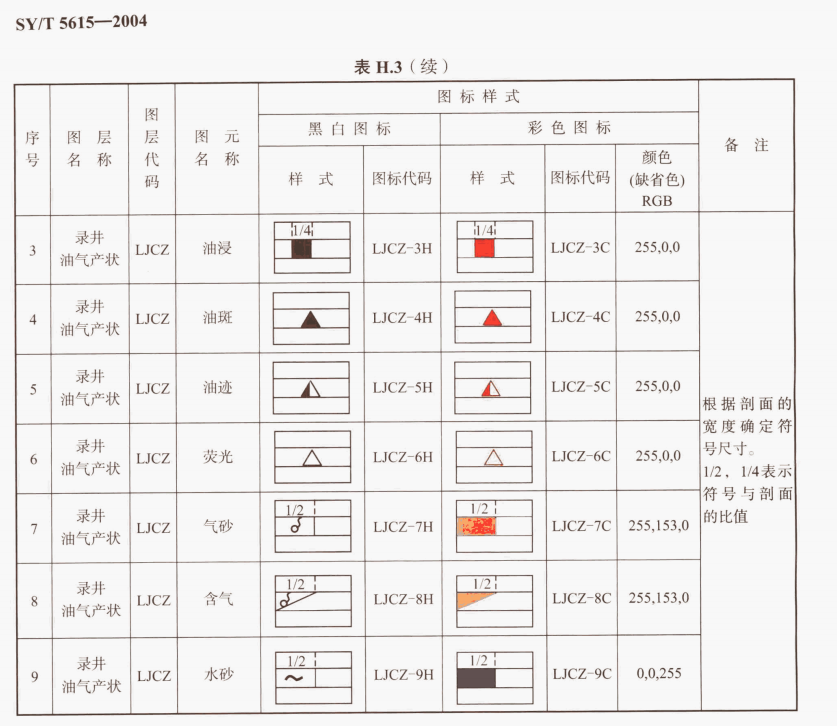 SY/T 5615—2004
表 H.3（续）
序号 图层名称 图层代码 图元名称 图标样式 备注
黑白图标 彩色图标
样式 图标代码 样式 图标代码 颜色(缺省色)RGB
3 录井油气产状 LJCZ 油浸 1/4 LJCZ-3H 1/4 LJCZ-3C 255,0,0
4 录井油气产状 LJCZ 油斑 LJCZ-4H LJCZ-4C 255,0,0
5 录井油气产状 LJCZ 油迹 LJCZ-5H LJCZ-5C 255,0,0
6 录井油气产状 LJCZ 荧光 LJCZ-6H LJCZ-6C 255,0,0
7 录井油气产状 LJCZ 气砂 1/2 LJCZ-7H 1/2 LJCZ-7C 255,153,0
8 录井油气产状 LJCZ 含气 1/2 LJCZ-8H 1/2 LJCZ-8C 255,153,0
9 录井油气产状 LJCZ 水砂 1/2 LJCZ-9H 1/2 LJCZ-9C 0,0,255
根据剖面的
宽度确定符
号尺寸。
1/2，1/4表示
符号与剖面
的比值